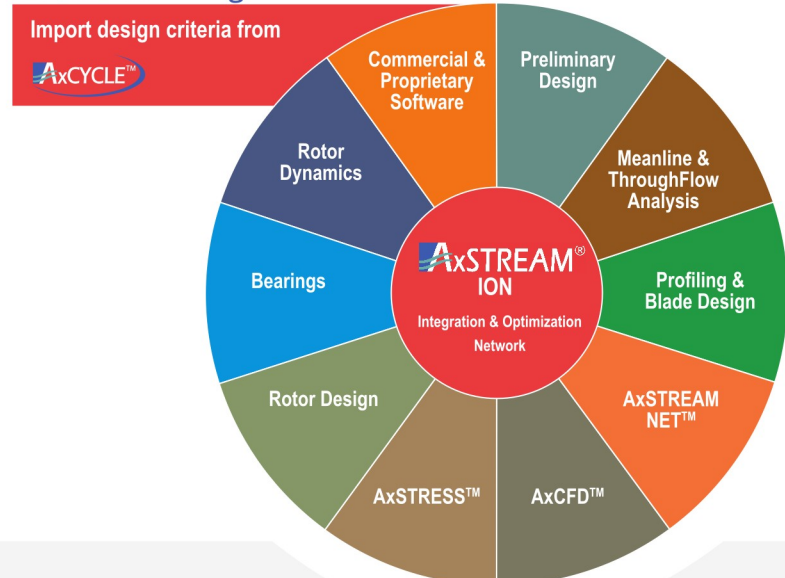 Import design criteria from
AxCYCLE™
Commercial &
Proprietary
Software
Preliminary
Design
Meanline &
ThroughFlow
Analysis
Profiling &
Blade Design
AxSTREAM
NET™
AxCFD™
AxSTRESS™
Rotor Design
Bearings
Rotor
Dynamics
AxSTREAM®
ION
Integration & Optimization
Network